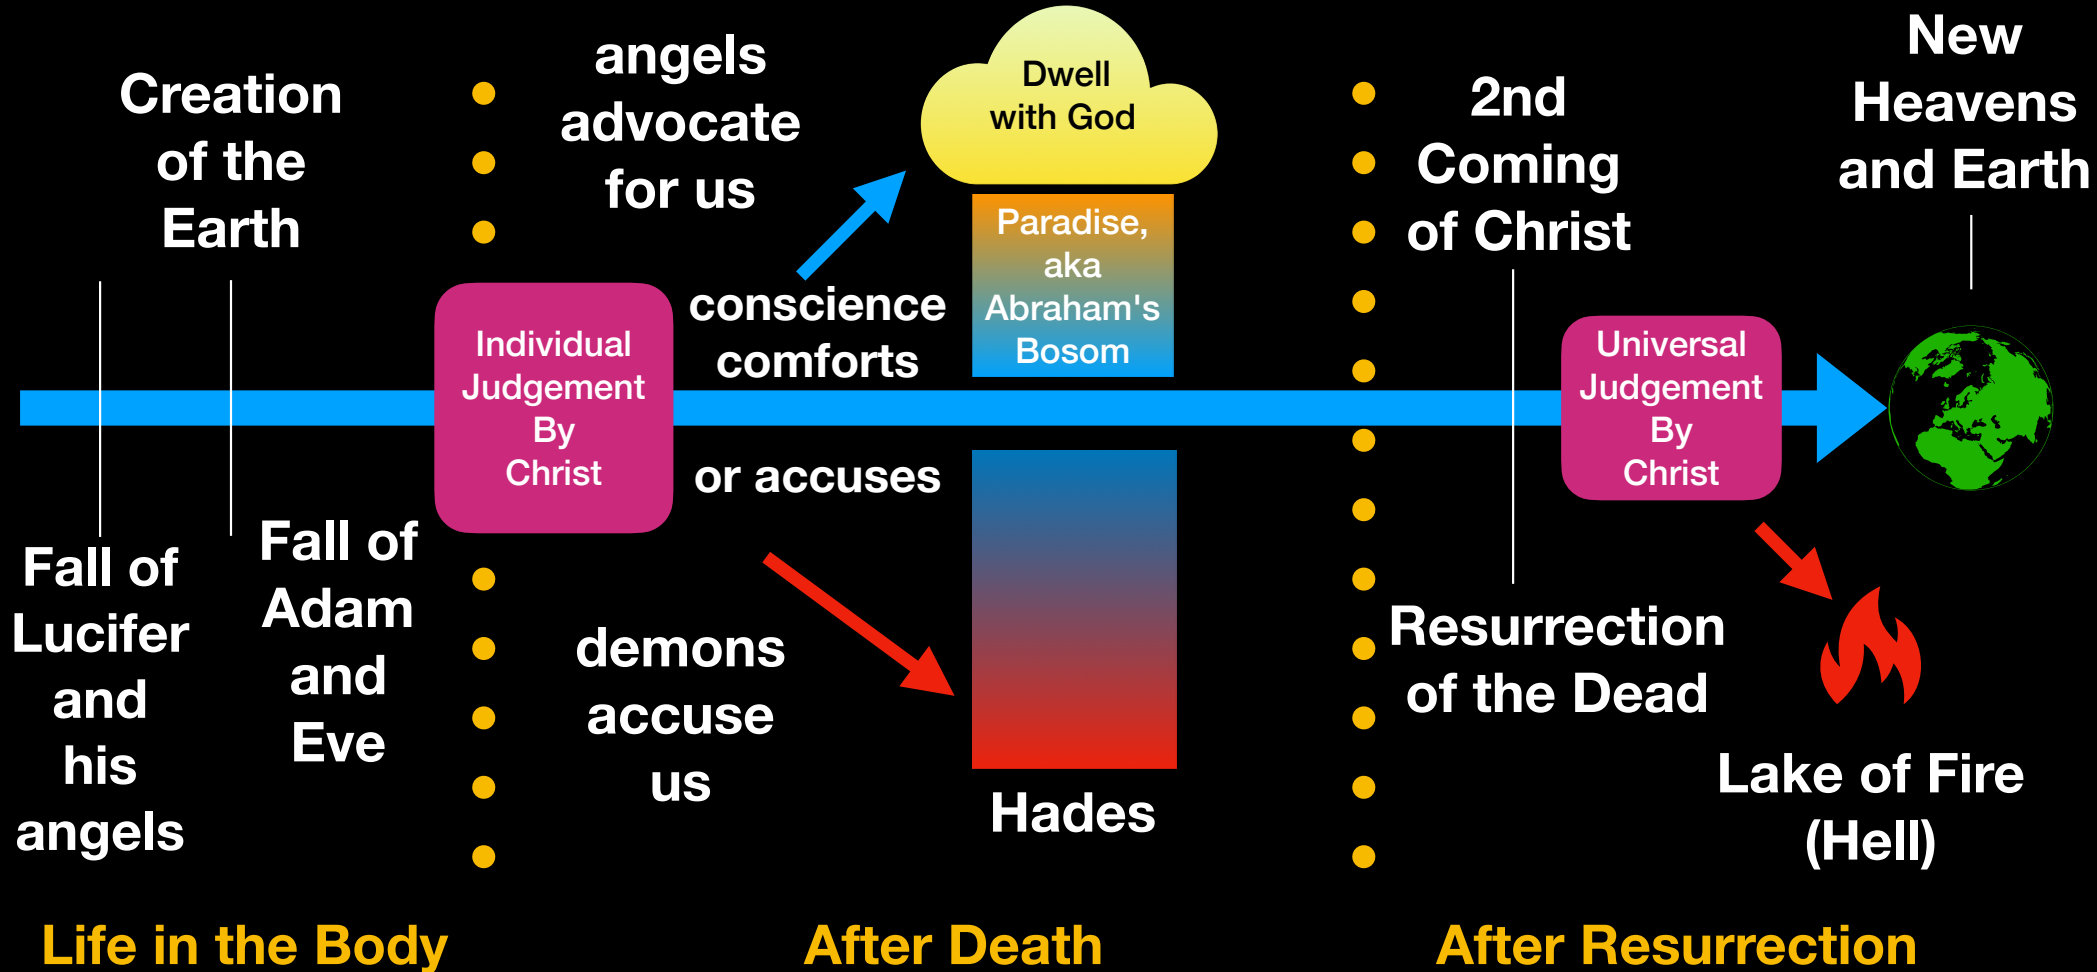 Creation
of the
Earth
Fall of
Lucifer
and
his
angels
Fall of
Adam
and
Eve
Individual
Judgement
By
Christ
angels
advocate
for us
conscience
comforts
or accuses
demons
accuse
us
Dwell
with God
Paradise,
aka
Abraham's
Bosom
Hades
2nd
Coming
of Christ
Resurrection
of the Dead
Universal
Judgement
By
Christ
New
Heavens
and Earth
Lake of Fire
(Hell)
Life in the Body
After Death
After Resurrection